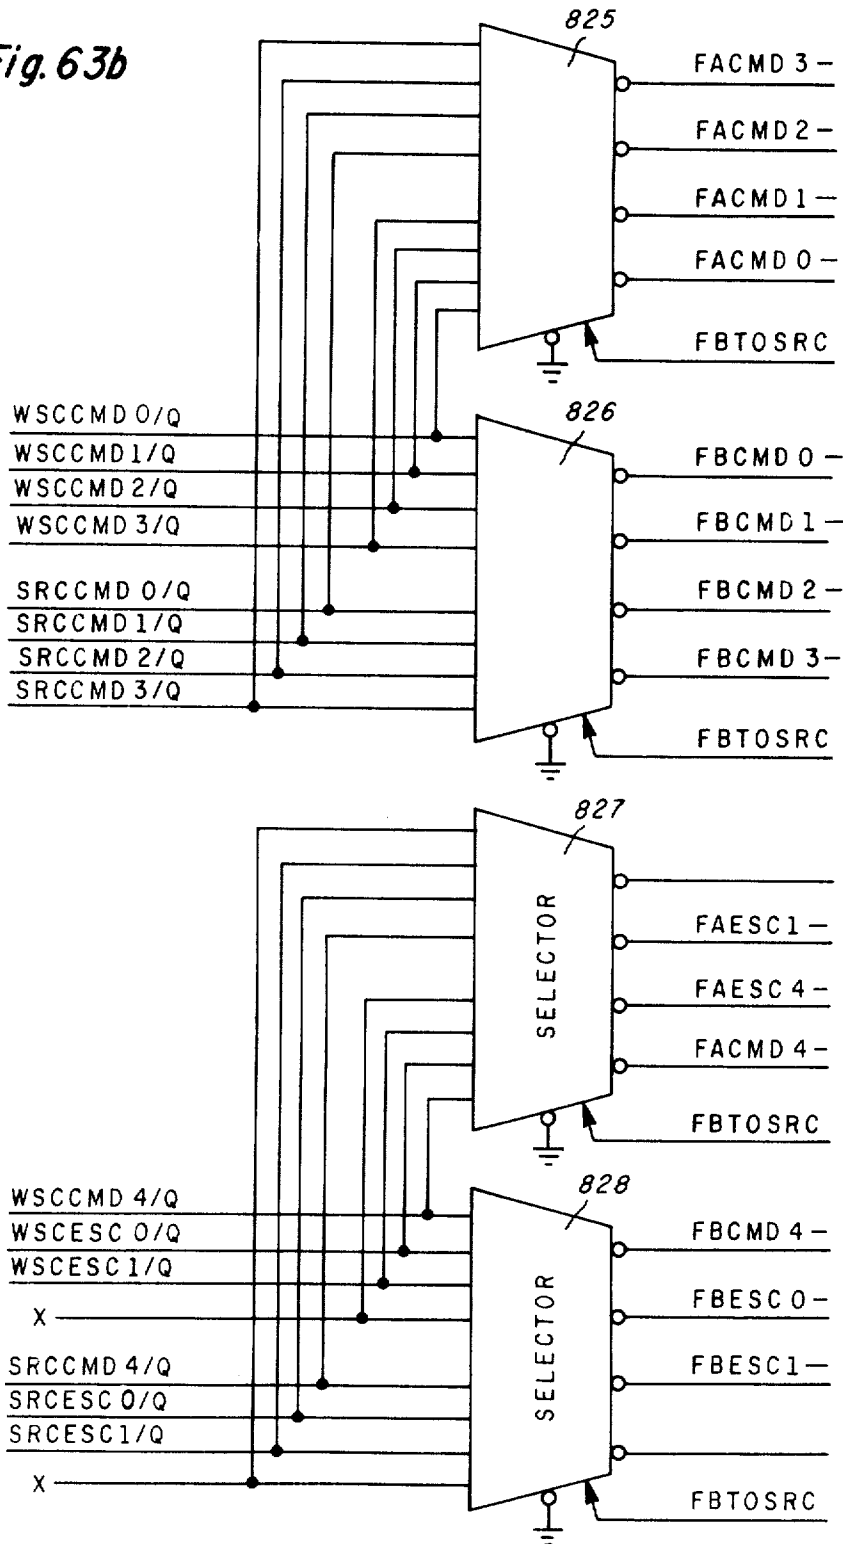 Fig. 63b
825
FACMD 3-
FACMD 2-
FACMD 1-
FACMD 0-
FBTOSRC
826
WSCCMD 0/Q
WSCCMD 1/Q
WSCCMD 2/Q
WSCCMD 3/Q
SRCCMD 0/Q
SRCCMD 1/Q
SRCCMD 2/Q
SRCCMD 3/Q
FBCMD 0-
FBCMD 1-
FBCMD 2-
FBCMD 3-
FBTOSRC
827
SELECTOR
FAESC 1-
FAESC 4-
FACMD 4-
FBTOSRC
828
WSCCMD 4/Q
WSCESC 0/Q
WSCESC 1/Q
X
SRCCMD 4/Q
SRCESC 0/Q
SRCESC 1/Q
X
SELECTOR
FBCMD 4-
FBESC 0-
FBESC 1-
FBTOSRC